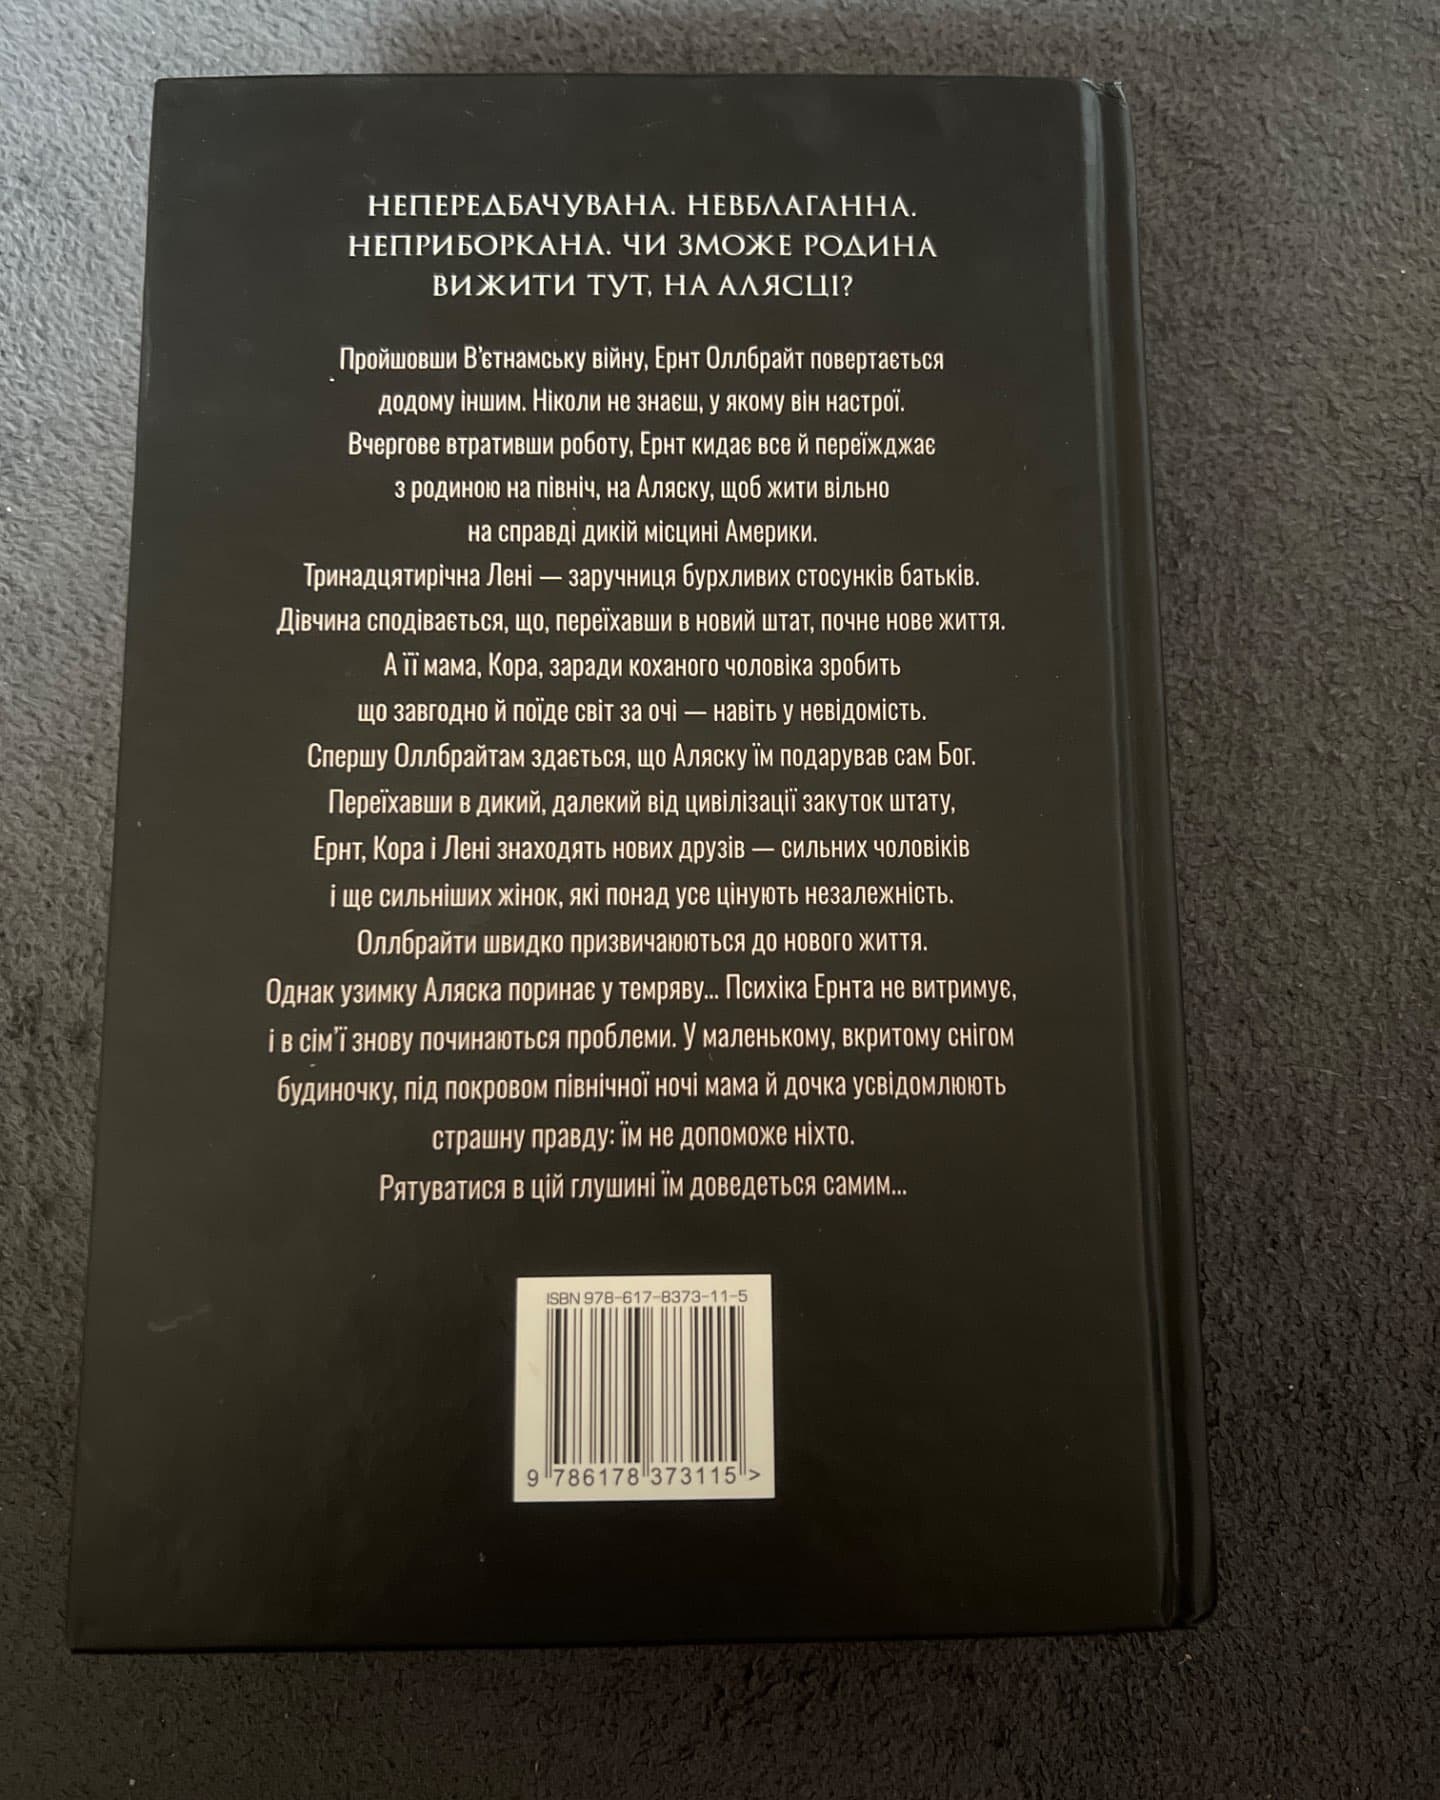 НЕПЕРЕДБАЧУВАНА. НЕВБЛАГАННА.
НЕПРИБОРКАНА. ЧИ ЗМОЖЕ РОДИНА
ВИЖИТИ ТУТ, НА АЛЯСЦІ?
Пройшовши В’єтнамську війну, Ернт Оллбрайт повертається
додому іншим. Ніколи не знаєш, у якому він настрої.
Вчергове втративши роботу, Ернт кидає все й переїжджає
з родиною на північ, на Аляску, щоб жити вільно
на справді дикій місцині Америки.
Тринадцятирічна Лені — заручниця бурхливих стосунків батьків.
Дівчина сподівається, що, переїхавши в новий штат, почне нове життя.
А її мама, Кора, заради коханого чоловіка зробить
що завгодно й поїде світ за очі — навіть у невідомість.
Спершу Оллбрайтам здається, що Аляску їм подарував сам Бог.
Переїхавши в дикий, далекий від цивілізації закуток штату,
Ернт, Кора і Лені знаходять нових друзів — сильних чоловіків
і ще сильніших жінок, які понад усе цінують незалежність.
Оллбрайти швидко призвичаюються до нового життя.
Однак узимку Аляска поринає у темряву... Психіка Ернта не витримує,
і в сім’ї знову починаються проблеми. У маленькому, вкритому снігом
будиночку, під покровом північної ночі мама й дочка усвідомлюють
страшну правду: їм не допоможе ніхто.
Рятуватися в цій глушині їм доведеться самим...
ISBN 978-617-8373-11-5
9 786178 373115 >